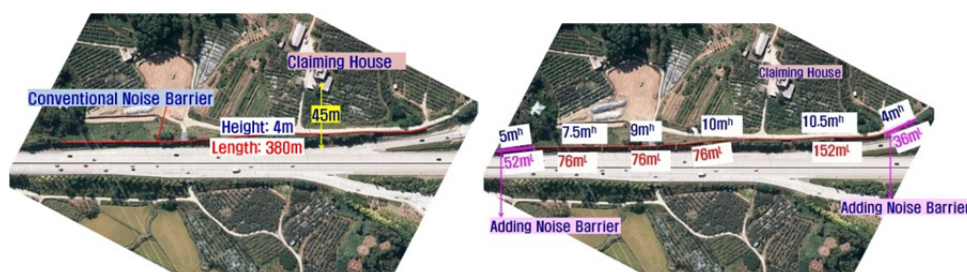 Claiming House
Conventional Noise Barrier
45m
Height: 4m
Length: 380m
Claiming House
5mʰ
7.5mʰ
9mʰ
10mʰ
10.5mʰ
4mʰ
52mᴸ
76mᴸ
76mᴸ
76mᴸ
152mᴸ
36mᴸ
Adding Noise Barrier
Adding Noise Barrier